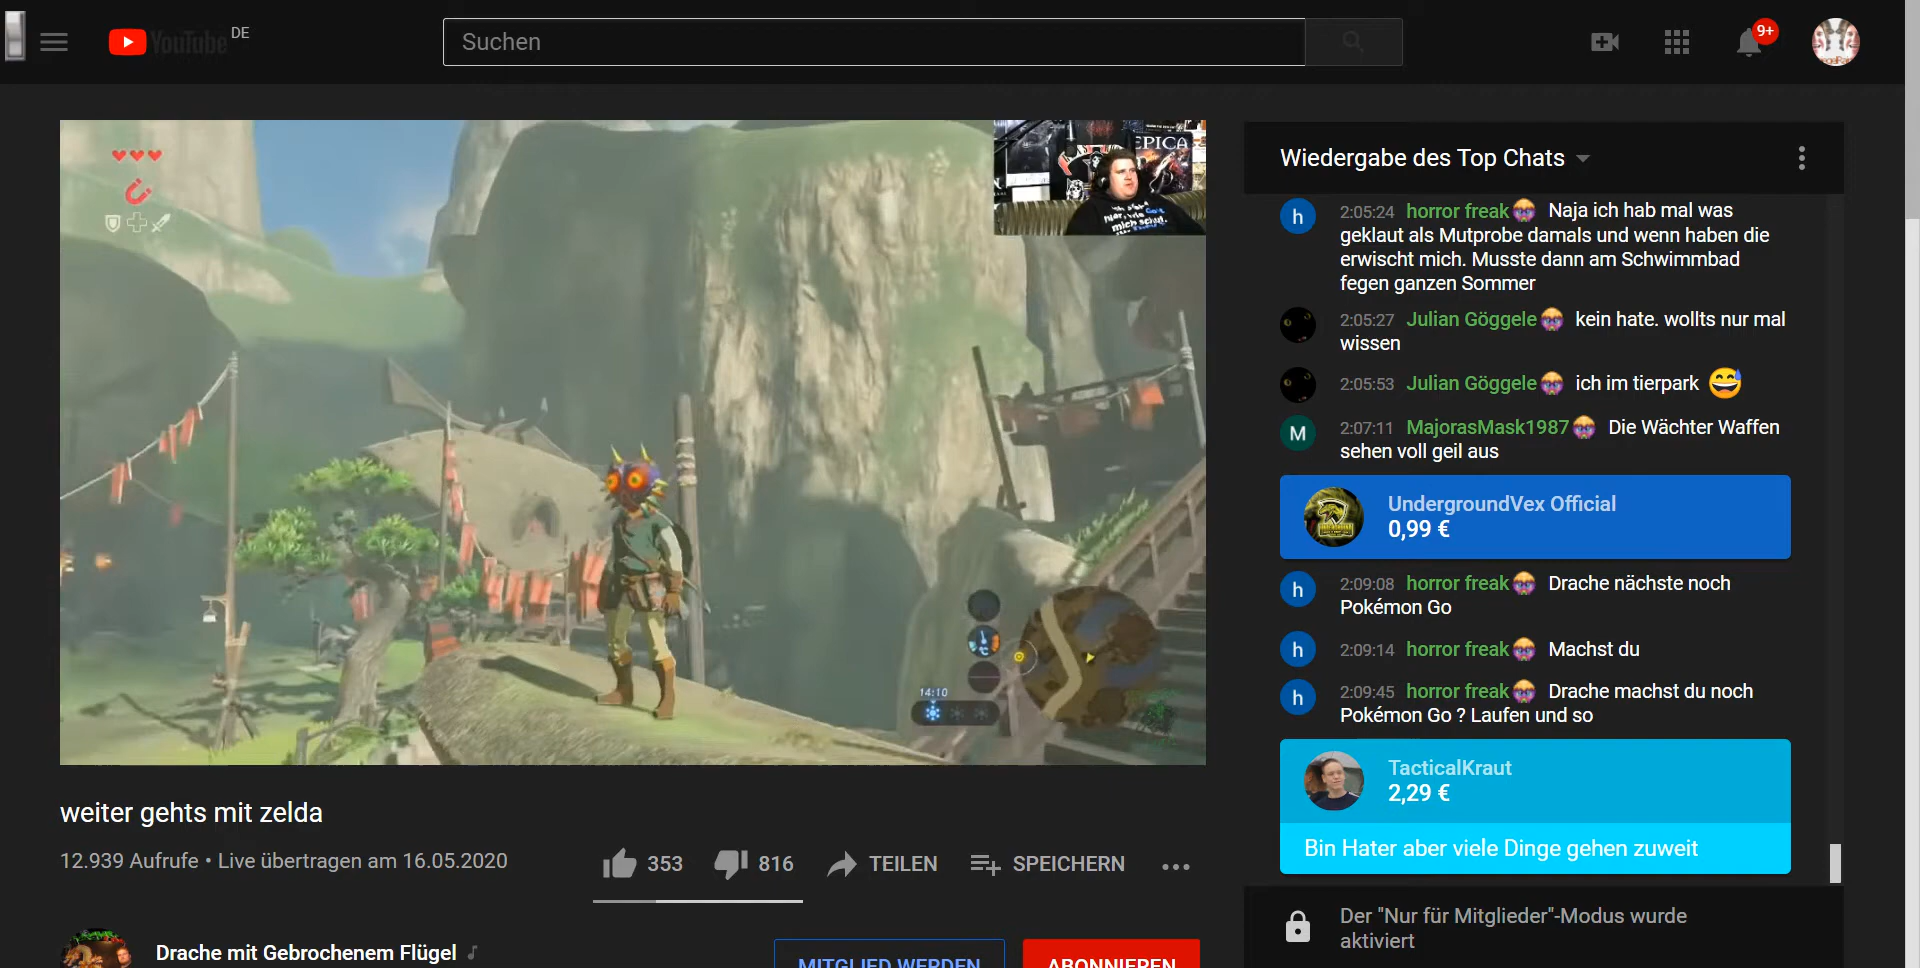 YouTube DE
Suchen
9+
EPICA
14:10
weiter gehts mit zelda
12.939 Aufrufe • Live übertragen am 16.05.2020
353
816
TEILEN
SPEICHERN
Drache mit Gebrochenem Flügel
MITGLIED WERDEN
ABONNIEREN
Wiedergabe des Top Chats
h
2:05:24 horror freak Naja ich hab mal was
geklaut als Mutprobe damals und wenn haben die
erwischt mich. Musste dann am Schwimmbad
fegen ganzen Sommer
2:05:27 Julian Göggele kein hate. wollts nur mal
wissen
2:05:53 Julian Göggele ich im tierpark 😅
M
2:07:11 MajorasMask1987 Die Wächter Waffen
sehen voll geil aus
UndergroundVex Official
0,99 €
h
2:09:08 horror freak Drache nächste noch
Pokémon Go
h
2:09:14 horror freak Machst du
h
2:09:45 horror freak Drache machst du noch
Pokémon Go ? Laufen und so
TacticalKraut
2,29 €
Bin Hater aber viele Dinge gehen zuweit
Der "Nur für Mitglieder"-Modus wurde
aktiviert